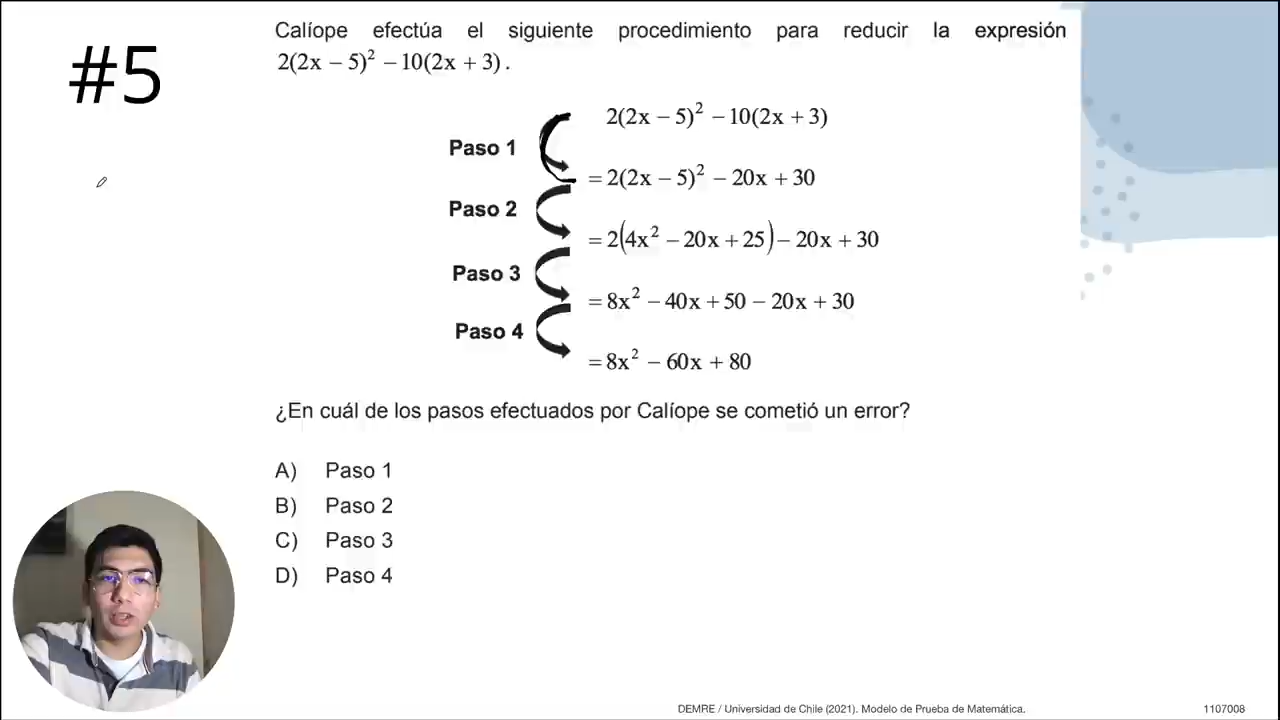 #5
Calíope efectúa el siguiente procedimiento para reducir la expresión
2(2x − 5)² − 10(2x + 3).
2(2x − 5)² − 10(2x + 3)
Paso 1
= 2(2x − 5)² − 20x + 30
Paso 2
= 2(4x² − 20x + 25) − 20x + 30
Paso 3
= 8x² − 40x + 50 − 20x + 30
Paso 4
= 8x² − 60x + 80
¿En cuál de los pasos efectuados por Calíope se cometió un error?
A) Paso 1
B) Paso 2
C) Paso 3
D) Paso 4
DEMRE / Universidad de Chile (2021). Modelo de Prueba de Matemática.
1107008